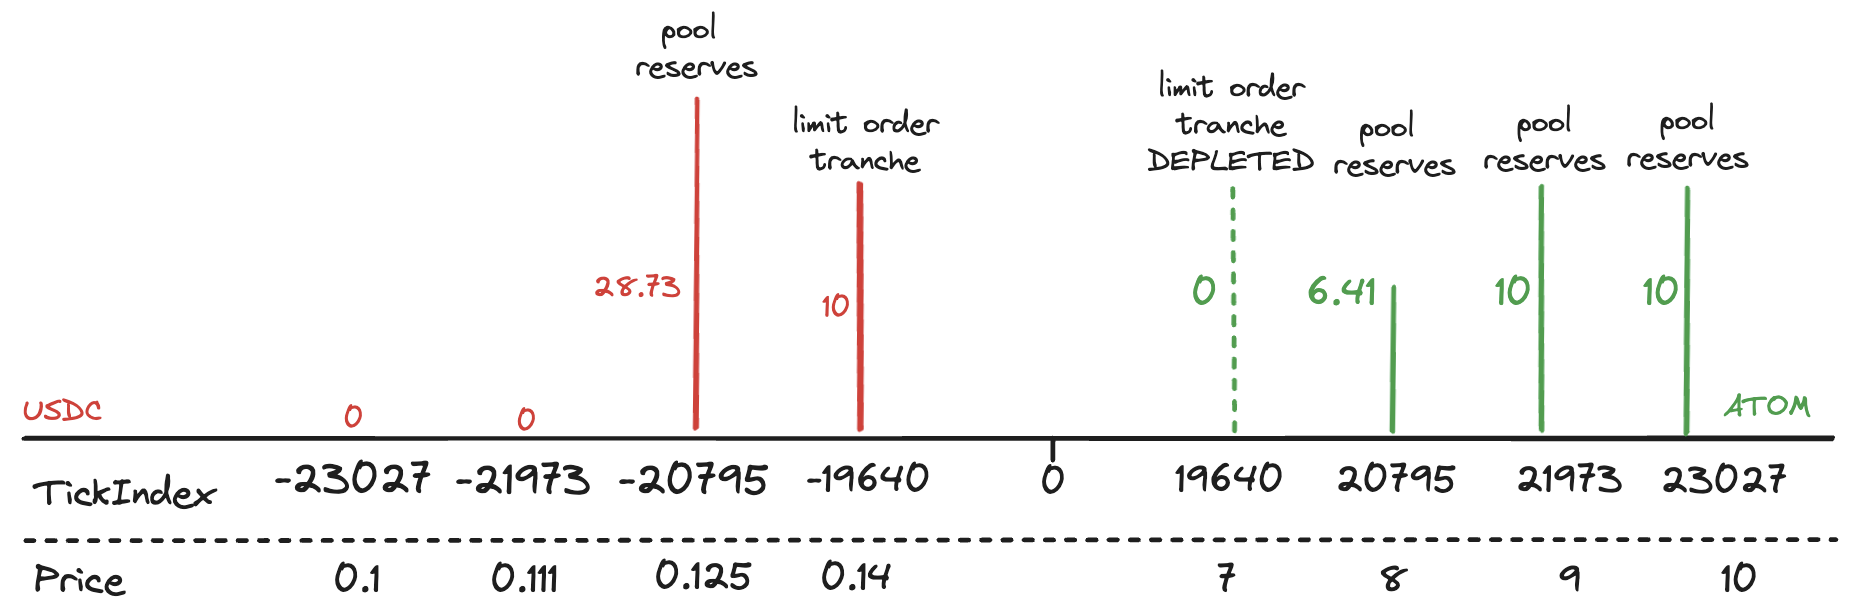 pool
reserves
limit order
tranche
limit order
tranche
DEPLETED
pool
reserves
pool
reserves
pool
reserves
28.73
10
0
6.41
10
10
USDC
0
0
ATOM
TickIndex -23027 -21973 -20795 -19640 0 19640 20795 21973 23027
Price 0.1 0.111 0.125 0.14 7 8 9 10